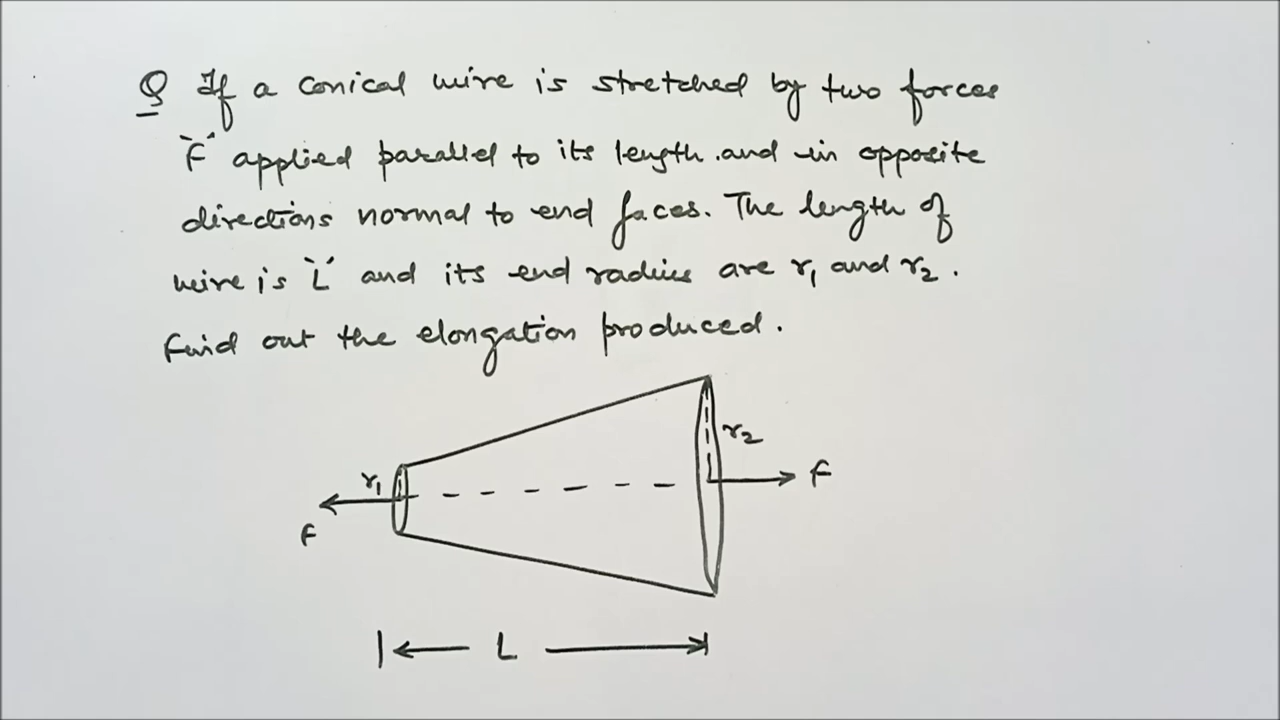 Q If a conical wire is stretched by two forces
`F´ applied parallel to its length. and in opposite
directions normal to end faces. The length of
wire is `L´ and its end radius are r₁ and r₂.
Find out the elongation produced.
r₂
r₁
F
F
L